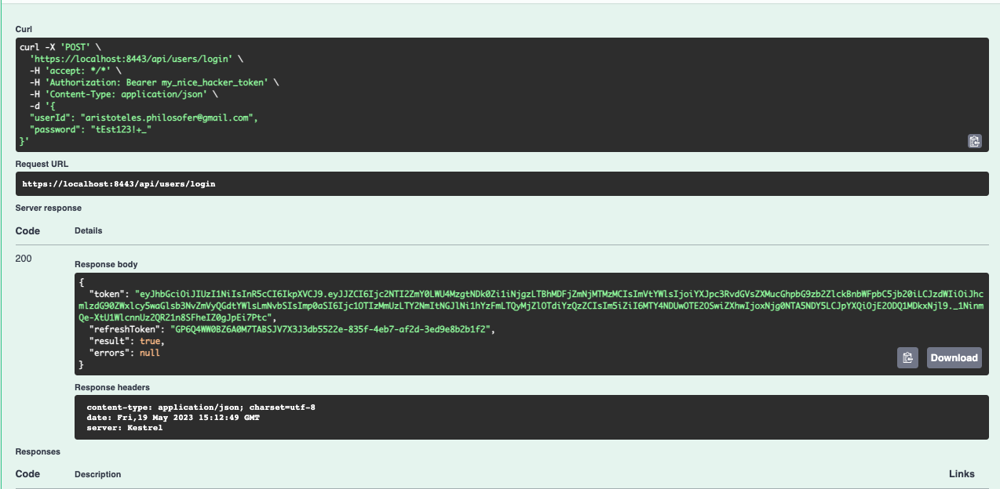 Curl
curl -X 'POST' \
'https://localhost:8443/api/users/login' \
-H 'accept: */*' \
-H 'Authorization: Bearer my_nice_hacker_token' \
-H 'Content-Type: application/json' \
-d '{
"userId": "aristoteles.philosofer@gmail.com",
"password": "tEst123!+_"
}'
Request URL
https://localhost:8443/api/users/login
Server response
Code Details
200
Response body
{
"token": "eyJhbGciOiJIUzI1NiIsInR5cCI6IkpXVCJ9.eyJJZCI6Ijc2NTI2ZmY0LWU4MzgtNDk0Zi1iNjgzLTBhMDFjZmNjMTMzMCIsImVtYWlsIjoiYXJpc3RvdGVsZXMucGhpbG9zb2ZlckBnbWFpbC5jb20iLCJzdWIiOiJhc
mlzdG90ZWxlcy5waGlsb3NvZmVyQGdtYWlsLmNvbSIsImp0aSI6Ijc1OTIzMmUzLTY2NmItNGJlNi1hYzFmLTQyMjZlOTdiYzQzZCIsIm5iZiI6MTY4NDUwOTE2OSwiZXhwIjoxNjg0NTA5NDY5LCJpYXQiOjE2ODQ1MDkxNjl9._1Ninm
Qe-XtU1WlcnnUz2QR21n8SFheIZ0gJpEi7Ptc",
"refreshToken": "GP6Q4WW0BZ6A0M7TABSJV7X3J3db5522e-835f-4eb7-af2d-3ed9e8b2b1f2",
"result": true,
"errors": null
}
Download
Response headers
content-type: application/json; charset=utf-8
date: Fri,19 May 2023 15:12:49 GMT
server: Kestrel
Responses
Code Description Links